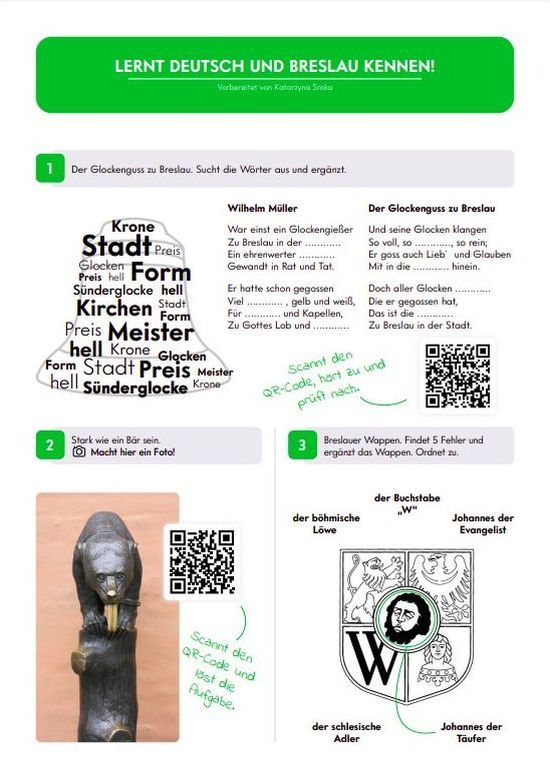 LERNT DEUTSCH UND BRESLAU KENNEN!
Vorbereitet von Katarzyna Sroka
1
Der Glockenguss zu Breslau. Sucht die Wörter aus und ergänzt.
Krone
Stadt Preis
Glocken Form
Preis hell
Sünderglocke hell
Kirchen Stadt
Form
Preis Meister
hell Krone Glocken
Form Stadt Preis Meister
hell Sünderglocke Krone
Wilhelm Müller
War einst ein Glockengießer
Zu Breslau in der ............
Ein ehrenwerter ............
Gewandt in Rat und Tat.
Er hatte schon gegossen
Viel ............ , gelb und weiß,
Für ............ und Kapellen,
Zu Gottes Lob und ............
Der Glockenguss zu Breslau
Und seine Glocken klangen
So voll, so ............, so rein;
Er goss auch Lieb` und Glauben
Mit in die ............ hinein.
Doch aller Glocken ............
Die er gegossen hat,
Das ist die ............
Zu Breslau in der Stadt.
Scannt den
QR-Code, hört zu und
prüft nach.
2
Stark wie ein Bär sein.
Macht hier ein Foto!
Scannt den
QR-Code und
löst die
Aufgabe.
3
Breslauer Wappen. Findet 5 Fehler und
ergänzt das Wappen. Ordnet zu.
der Buchstabe
„W"
der böhmische
Löwe
Johannes der
Evangelist
W
der schlesische
Adler
Johannes der
Täufer